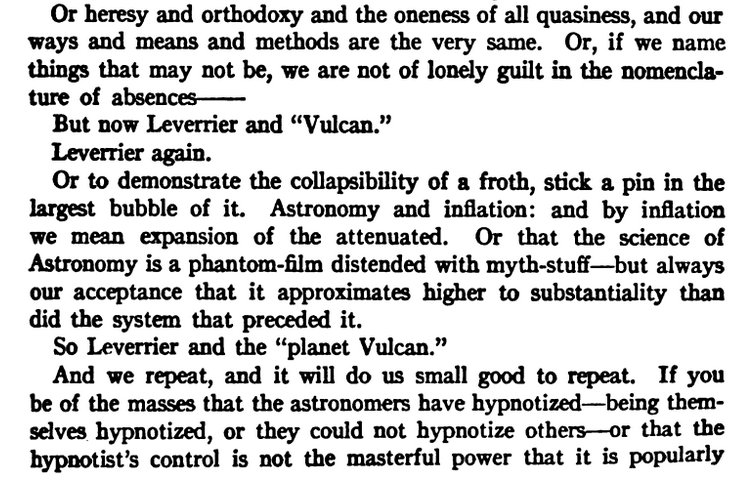 Or heresy and orthodoxy and the oneness of all quasiness, and our
ways and means and methods are the very same. Or, if we name
things that may not be, we are not of lonely guilt in the nomencla-
ture of absences——
But now Leverrier and “Vulcan.”
Leverrier again.
Or to demonstrate the collapsibility of a froth, stick a pin in the
largest bubble of it. Astronomy and inflation: and by inflation
we mean expansion of the attenuated. Or that the science of
Astronomy is a phantom-film distended with myth-stuff—but always
our acceptance that it approximates higher to substantiality than
did the system that preceded it.
So Leverrier and the “planet Vulcan.”
And we repeat, and it will do us small good to repeat. If you
be of the masses that the astronomers have hypnotized—being them-
selves hypnotized, or they could not hypnotize others—or that the
hypnotist’s control is not the masterful power that it is popularly